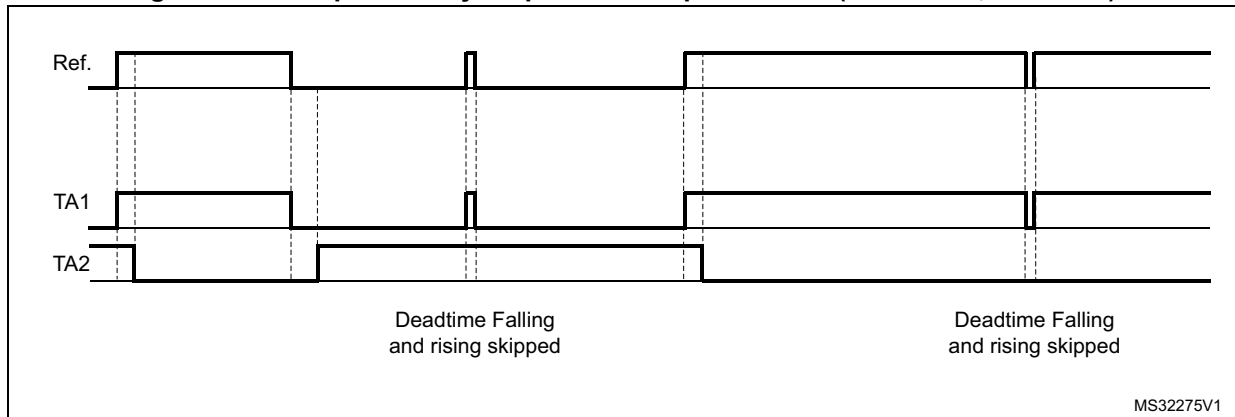 Ref.
TA1
TA2
Deadtime Falling
and rising skipped
Deadtime Falling
and rising skipped
MS32275V1